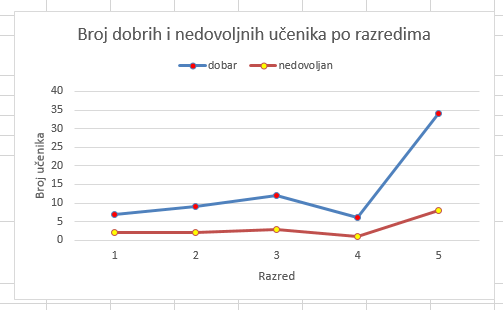 Broj dobrih i nedovoljnih učenika po razredima
dobar nedovoljan
40
35
30
25
20
15
10
5
0
Broj učenika
1 2 3 4 5
Razred